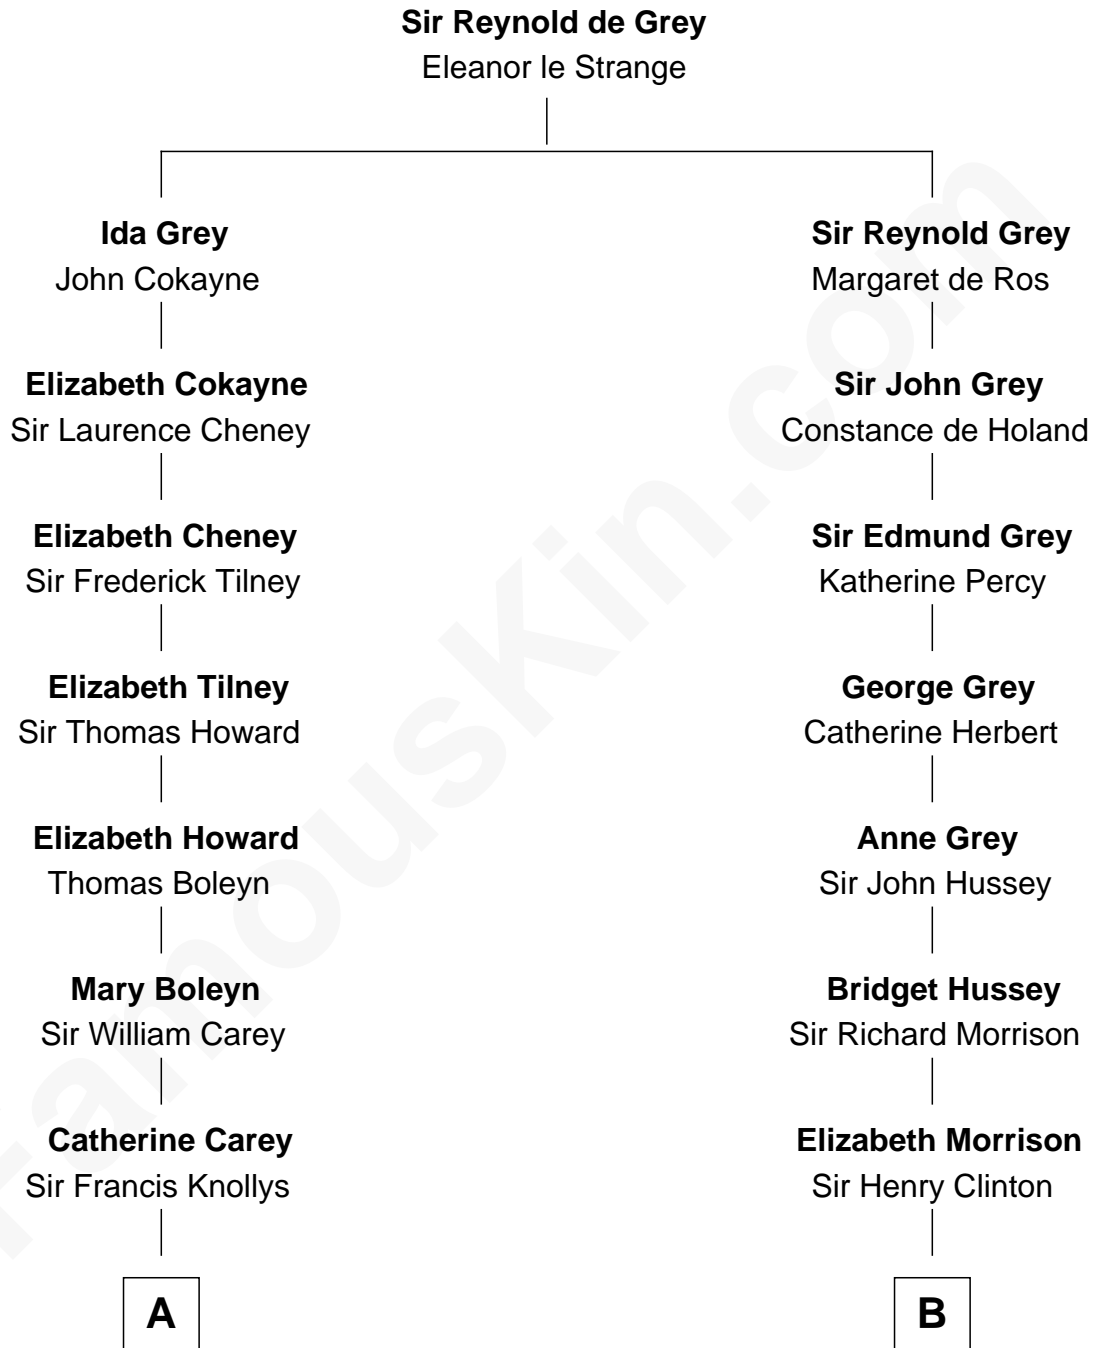 Sir Reynold de Grey
Eleanor le Strange
Ida Grey
John Cokayne
Sir Reynold Grey
Margaret de Ros
Elizabeth Cokayne
Sir Laurence Cheney
Sir John Grey
Constance de Holand
Elizabeth Cheney
Sir Frederick Tilney
Sir Edmund Grey
Katherine Percy
Elizabeth Tilney
Sir Thomas Howard
George Grey
Catherine Herbert
Elizabeth Howard
Thomas Boleyn
Anne Grey
Sir John Hussey
Mary Boleyn
Sir William Carey
Bridget Hussey
Sir Richard Morrison
Catherine Carey
Sir Francis Knollys
Elizabeth Morrison
Sir Henry Clinton
A
B
FamousKin.com